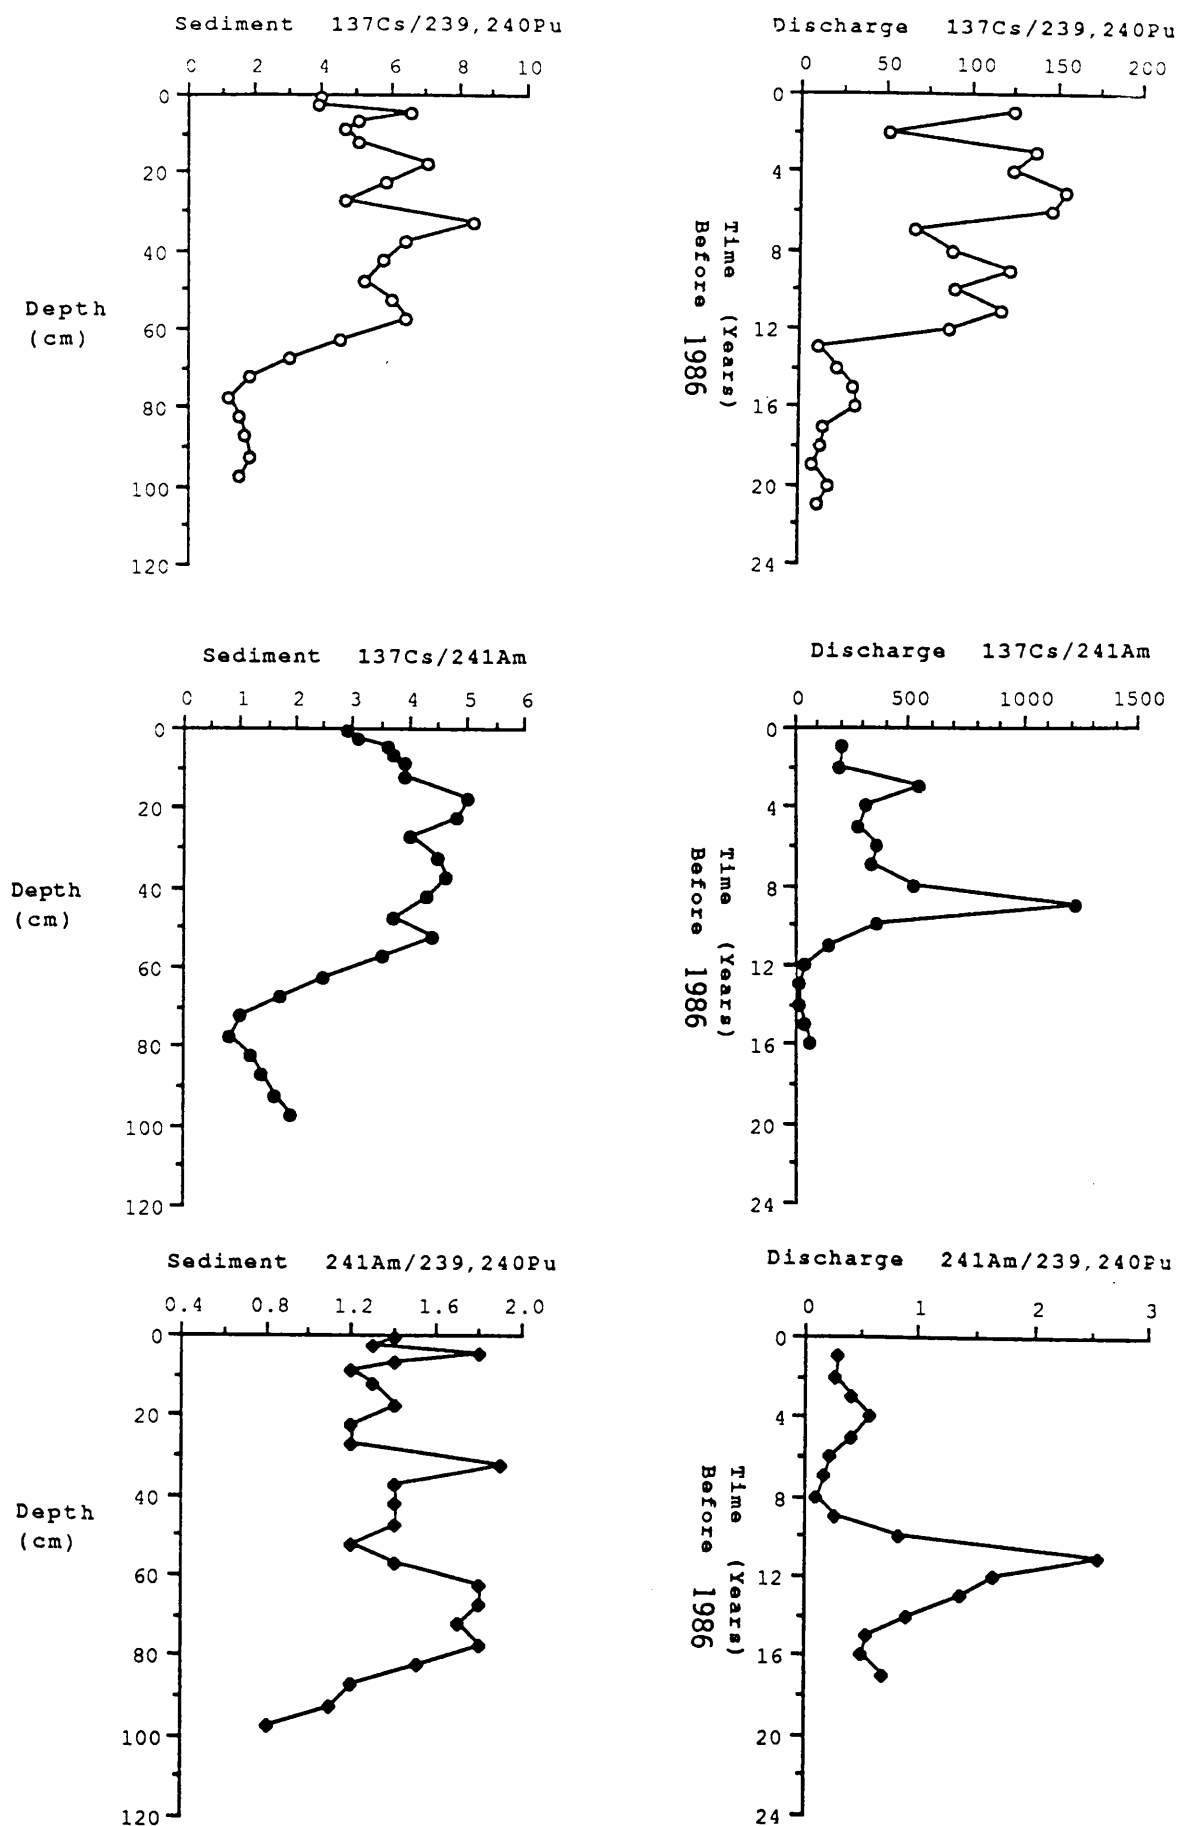 Sediment 137Cs/239,240Pu
0 2 4 6 8 10
0
20
40
60
80
100
120
Depth
(cm)
Discharge 137Cs/239,240Pu
0 50 100 150 200
0
4
8
12
16
20
24
Time (Years)
Before 1986
Sediment 137Cs/241Am
0 1 2 3 4 5 6
0
20
40
60
80
100
120
Depth
(cm)
Discharge 137Cs/241Am
0 500 1000 1500
0
4
8
12
16
20
24
Time (Years)
Before 1986
Sediment 241Am/239,240Pu
0.4 0.8 1.2 1.6 2.0
0
20
40
60
80
100
120
Depth
(cm)
Discharge 241Am/239,240Pu
0 1 2 3
0
4
8
12
16
20
24
Time (Years)
Before 1986